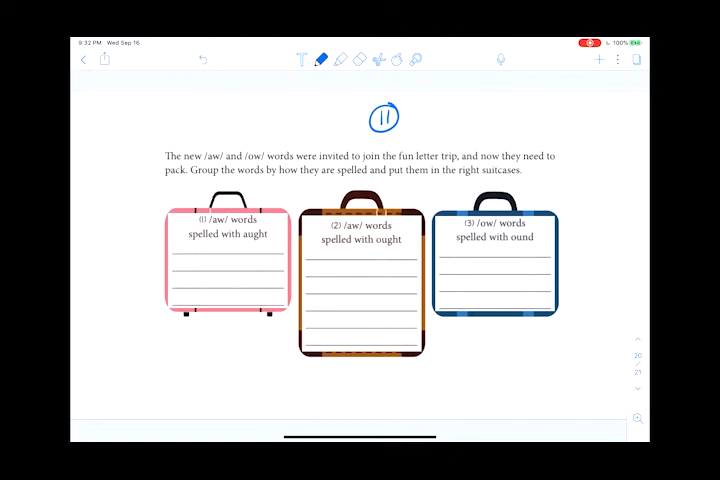 9:32 PM Wed Sep 16
100%
T
11
The new /aw/ and /ow/ words were invited to join the fun letter trip, and now they need to
pack. Group the words by how they are spelled and put them in the right suitcases.
(1) /aw/ words
spelled with aught
(2) /aw/ words
spelled with ought
(3) /ow/ words
spelled with ound
20
/
21